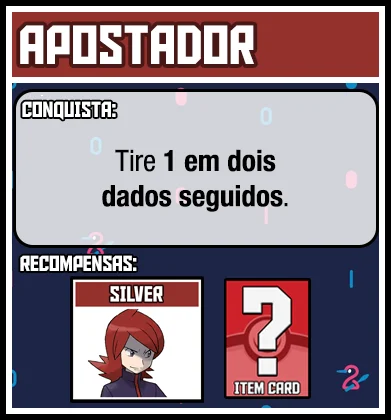 APOSTADOR
CONQUISTA:
Tire 1 em dois
dados seguidos.
RECOMPENSAS:
SILVER
?
ITEM CARD